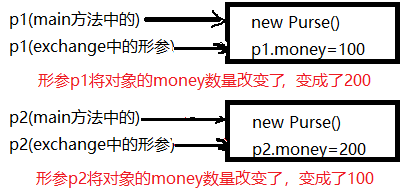 p1(main方法中的)
new Purse()
p1(exchange中的形参)
p1.money=100
形参p1将对象的money数量改变了，变成了200
p2(main方法中的)
new Purse()
p2(exchange中的形参)
p2.money=200
形参p2将对象的money数量改变了，变成了100